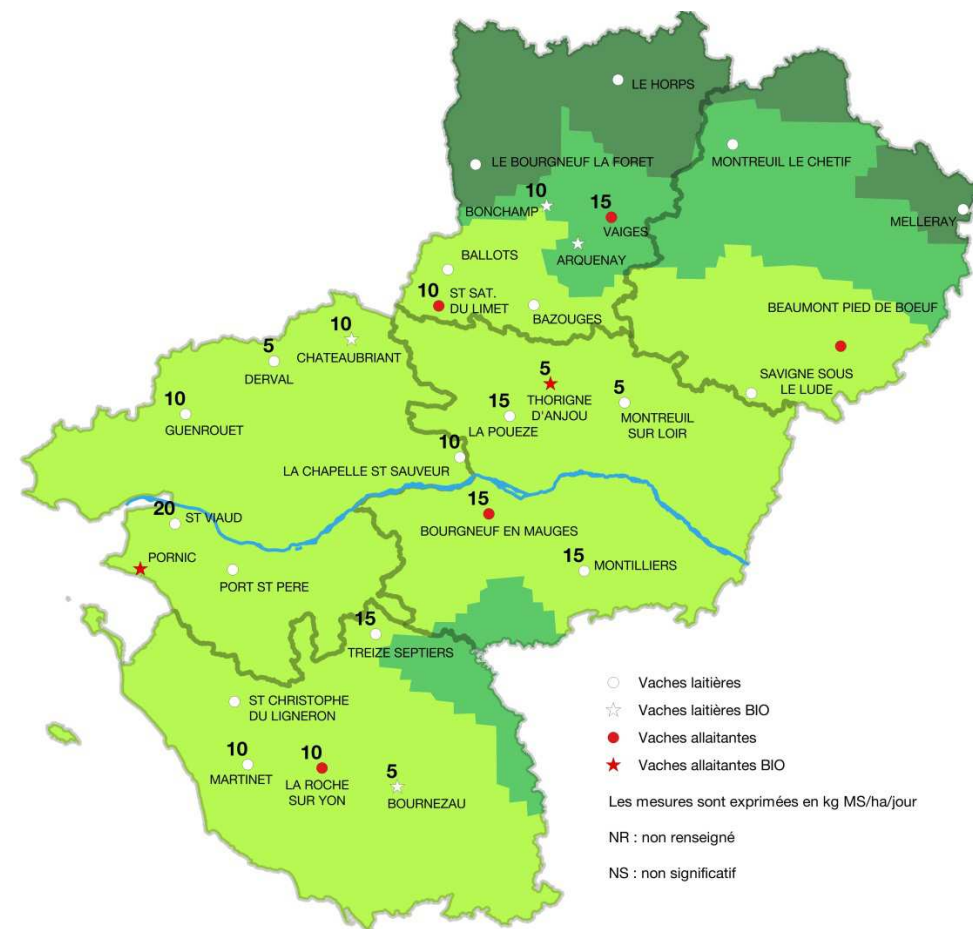 LE HORPS
LE BOURGNEUF LA FORET
MONTREUIL LE CHETIF
10
BONCHAMP
15
VAIGES
MELLERAY
ARQUENAY
BALLOTS
10
ST SAT.
DU LIMET
BAZOUGES
BEAUMONT PIED DE BOEUF
10
CHATEAUBRIANT
5
DERVAL
SAVIGNE SOUS
LE LUDE
5
THORIGNE
D'ANJOU
15
LA POUEZE
5
MONTREUIL
SUR LOIR
10
GUENROUET
10
LA CHAPELLE ST SAUVEUR
20
ST VIAUD
15
BOURGNEUF EN MAUGES
PORNIC
PORT ST PERE
15
MONTILLIERS
15
TREIZE SEPTIERS
ST CHRISTOPHE
DU LIGNERON
10
MARTINET
10
LA ROCHE
SUR YON
5
BOURNEZAU
Vaches laitières
Vaches laitières BIO
Vaches allaitantes
Vaches allaitantes BIO
Les mesures sont exprimées en kg MS/ha/jour
NR : non renseigné
NS : non significatif